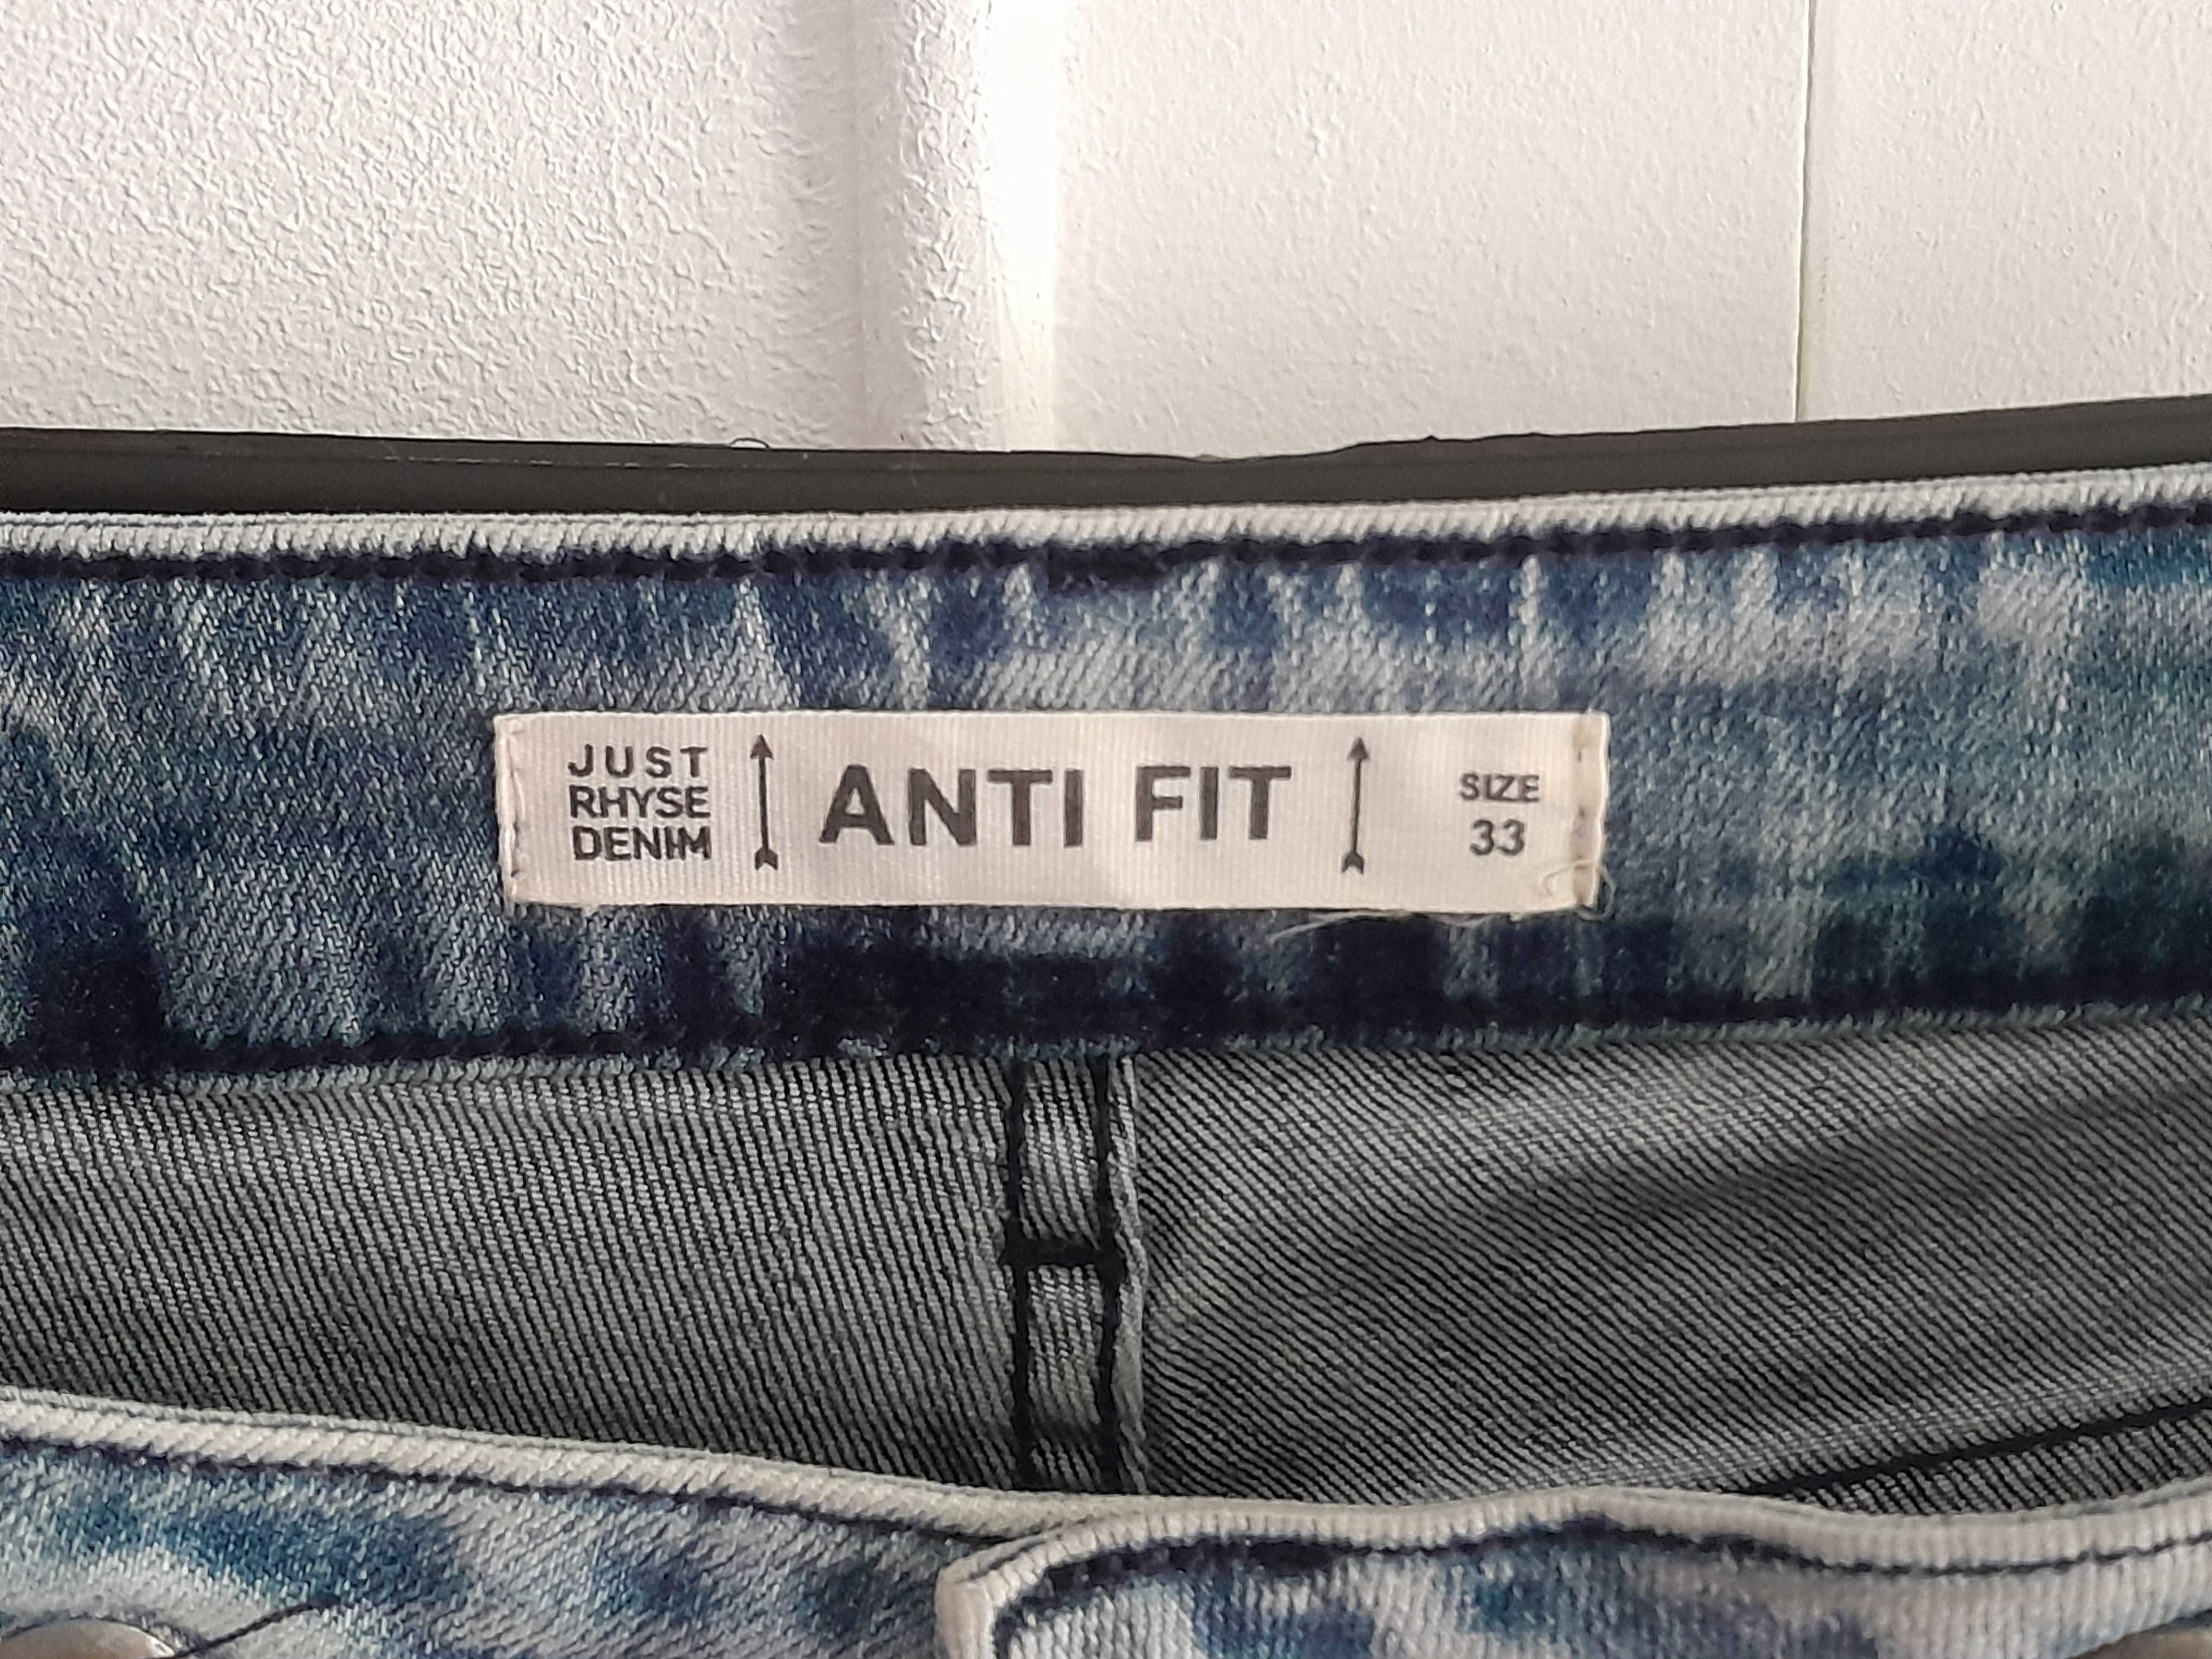 JUST
RHYSE
DENIM
ANTI FIT
SIZE
33